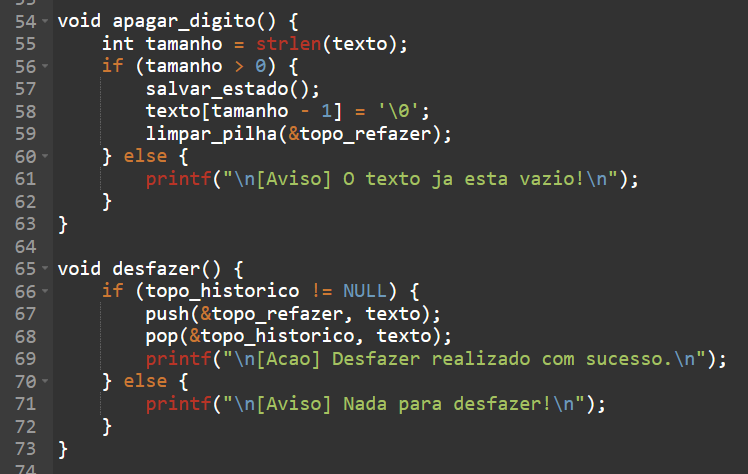 54 void apagar_digito() {
55     int tamanho = strlen(texto);
56     if (tamanho > 0) {
57         salvar_estado();
58         texto[tamanho - 1] = '\0';
59         limpar_pilha(&topo_refazer);
60     } else {
61         printf("\n[Aviso] O texto ja esta vazio!\n");
62     }
63 }
64
65 void desfazer() {
66     if (topo_historico != NULL) {
67         push(&topo_refazer, texto);
68         pop(&topo_historico, texto);
69         printf("\n[Acao] Desfazer realizado com sucesso.\n");
70     } else {
71         printf("\n[Aviso] Nada para desfazer!\n");
72     }
73 }